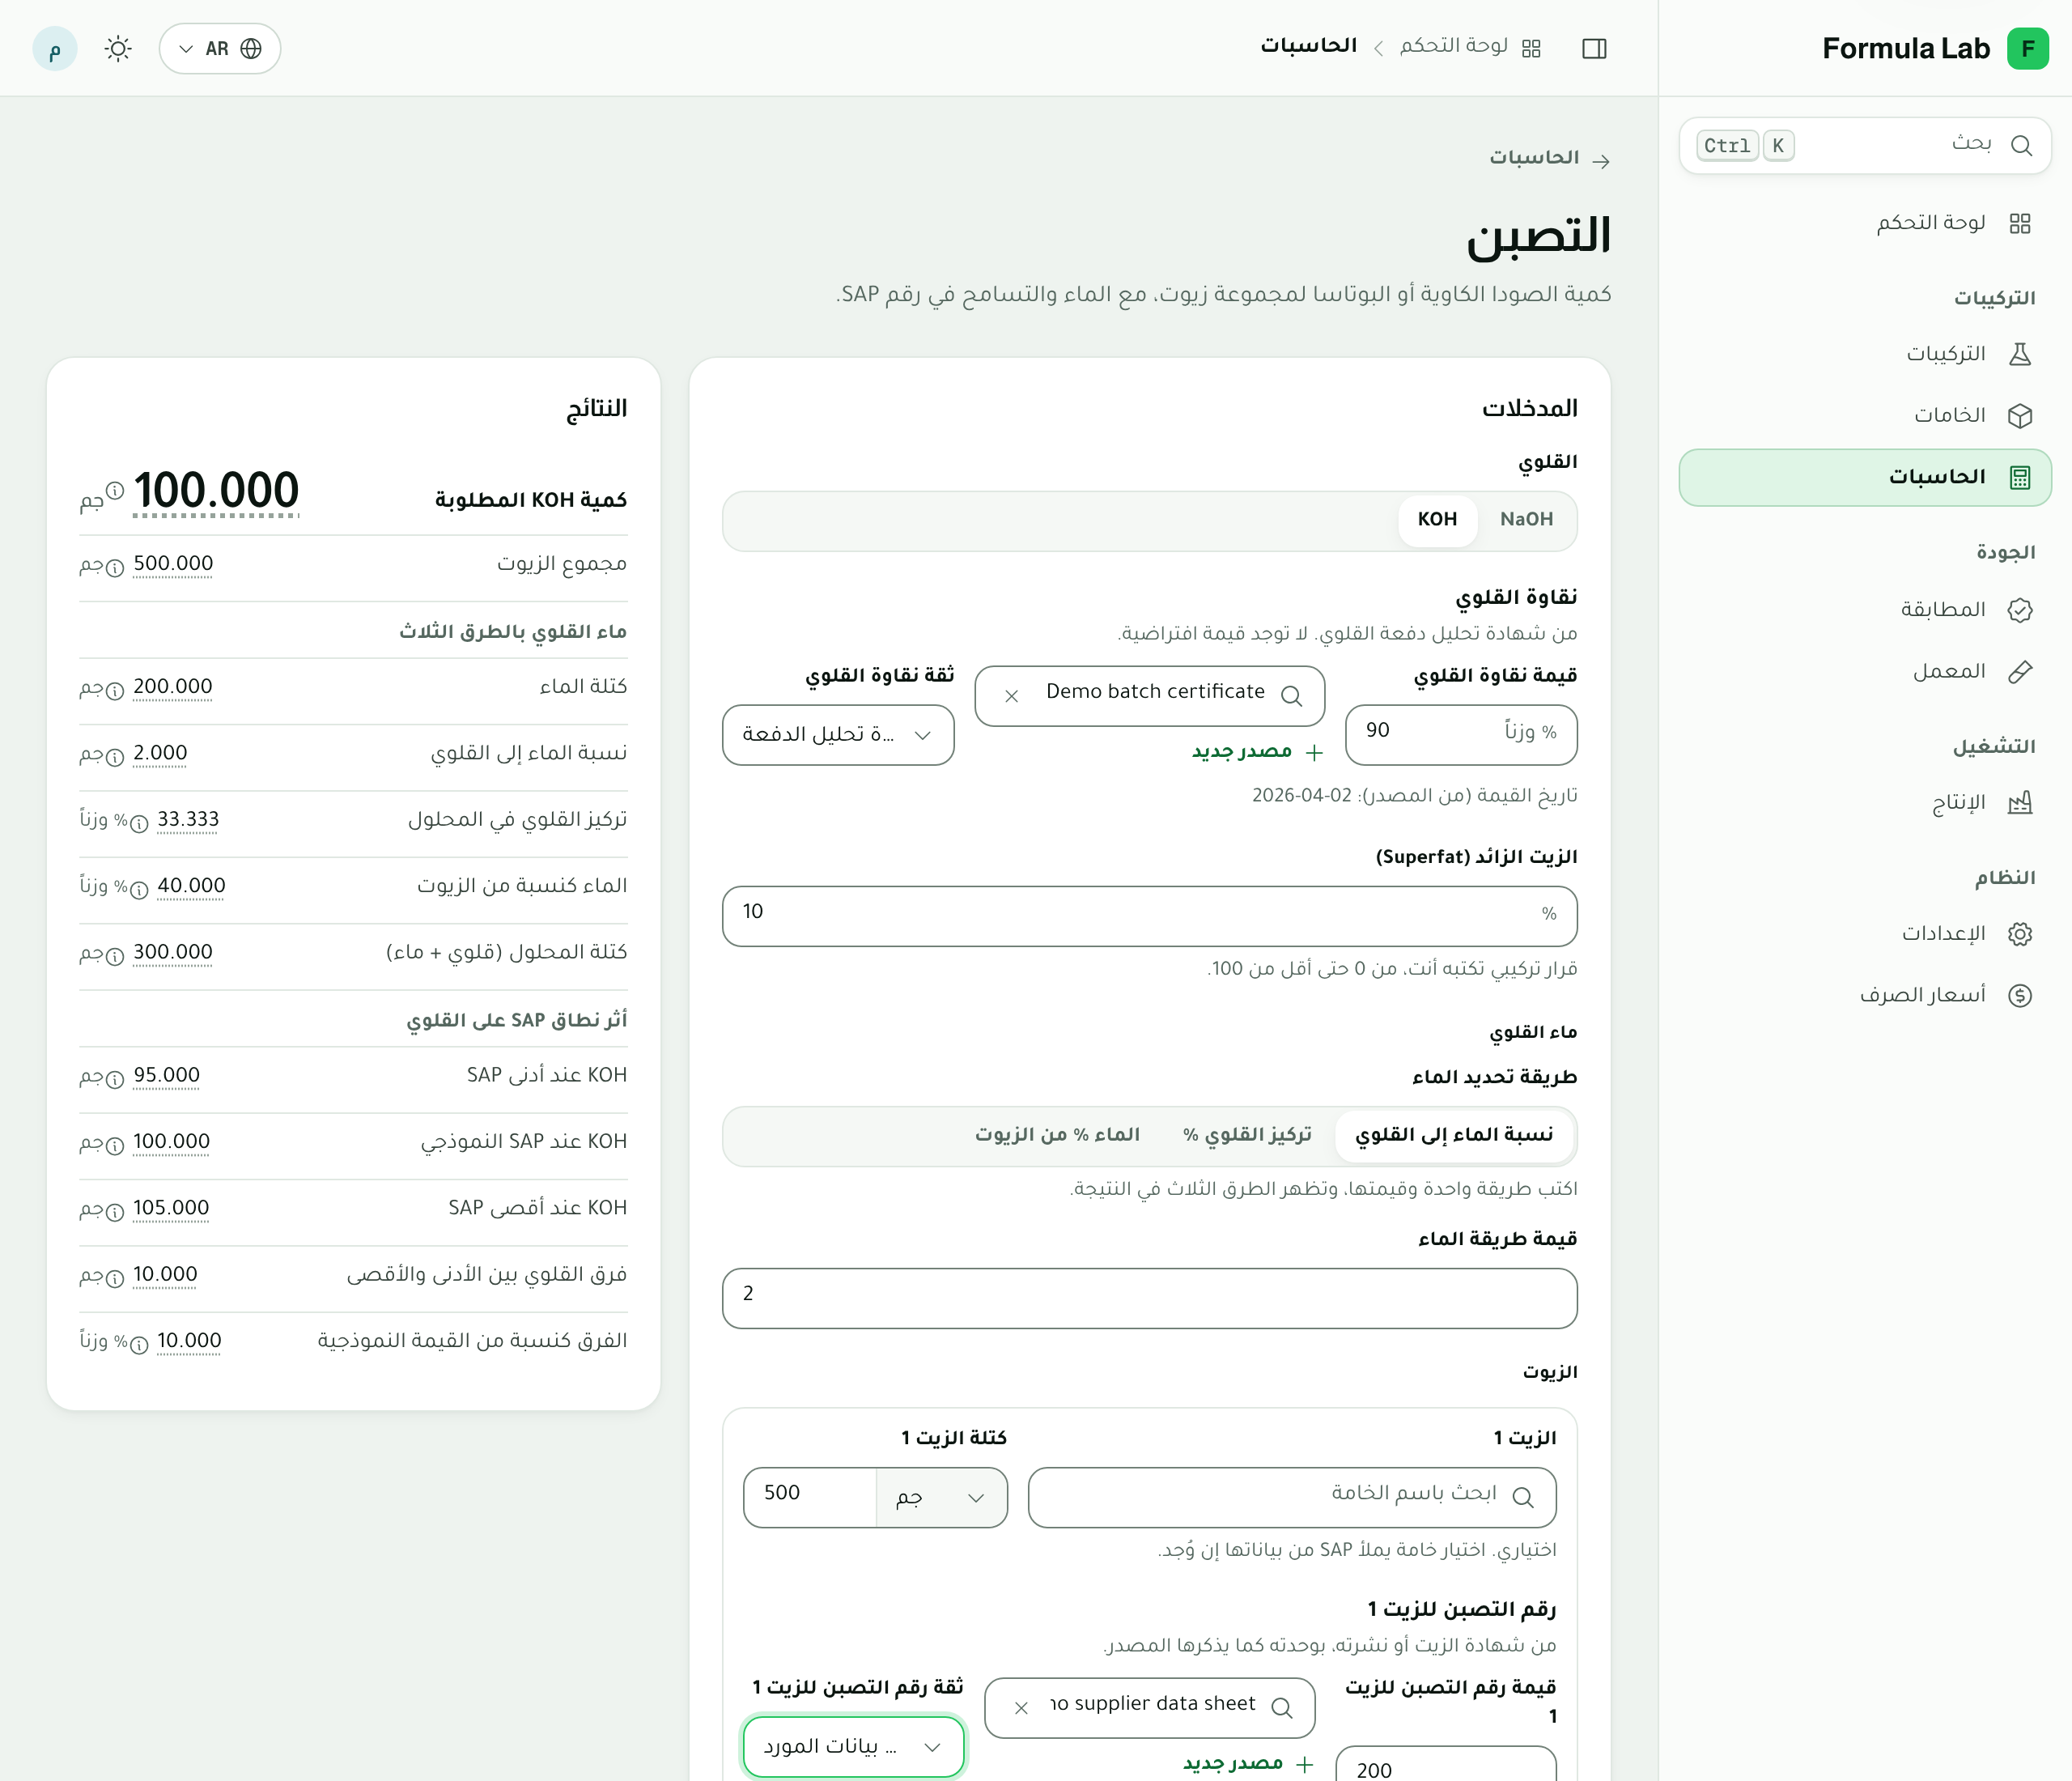 F Formula Lab
لوحة التحكم
الحاسبات
AR
م
بحث
Ctrl K
لوحة التحكم
التركيبات
التركيبات
الخامات
الحاسبات
الجودة
المطابقة
المعمل
التشغيل
الإنتاج
النظام
الإعدادات
أسعار الصرف
الحاسبات
التصبن
كمية الصودا الكاوية أو البوتاسا لمجموعة زيوت، مع الماء والتسامح في رقم SAP.
المدخلات
القلوي
NaOH KOH
نقاوة القلوي
من شهادة تحليل دفعة القلوي. لا توجد قيمة افتراضية.
قيمة نقاوة القلوي
90 % وزناً
Demo batch certificate
مصدر جديد
ثقة نقاوة القلوي
ة تحليل الدفعة...
تاريخ القيمة (من المصدر): 2026-04-02
الزيت الزائد (Superfat)
10 %
قرار تركيبي تكتبه أنت، من 0 حتى أقل من 100.
ماء القلوي
طريقة تحديد الماء
نسبة الماء إلى القلوي
تركيز القلوي %
الماء % من الزيوت
اكتب طريقة واحدة وقيمتها، وتظهر الطرق الثلاث في النتيجة.
قيمة طريقة الماء
2
الزيوت
الزيت 1
ابحث باسم الخامة
كتلة الزيت 1
500 جم
اختياري. اختيار خامة يملأ SAP من بياناتها إن وُجد.
رقم التصبن للزيت 1
من شهادة الزيت أو نشرته، بوحدته كما يذكرها المصدر.
قيمة رقم التصبن للزيت
1
200
no supplier data sheet
مصدر جديد
ثقة رقم التصبن للزيت 1
بيانات المورد ...
النتائج
كمية KOH المطلوبة 100.000 جم
مجموع الزيوت 500.000 جم
ماء القلوي بالطرق الثلاث
كتلة الماء 200.000 جم
نسبة الماء إلى القلوي 2.000 جم
تركيز القلوي في المحلول 33.333 % وزناً
الماء كنسبة من الزيوت 40.000 % وزناً
كتلة المحلول (قلوي + ماء) 300.000 جم
أثر نطاق SAP على القلوي
KOH عند أدنى SAP 95.000 جم
KOH عند SAP النموذجي 100.000 جم
KOH عند أقصى SAP 105.000 جم
فرق القلوي بين الأدنى والأقصى 10.000 جم
الفرق كنسبة من القيمة النموذجية 10.000 % وزناً